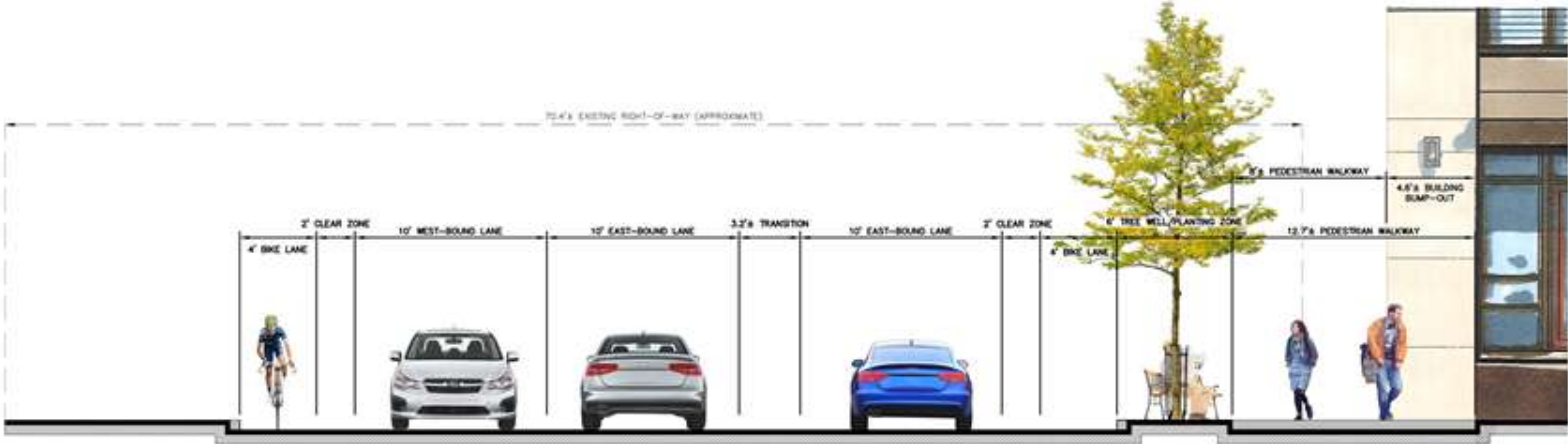 70.4'± EXISTING RIGHT-OF-WAY (APPROXIMATE)
8'± PEDESTRIAN WALKWAY
4.6'± BUILDING
BUMP-OUT
2' CLEAR ZONE
10' WEST-BOUND LANE
10' EAST-BOUND LANE
3.2'± TRANSITION
10' EAST-BOUND LANE
2' CLEAR ZONE
6' TREE WELL/PLANTING ZONE
12.7'± PEDESTRIAN WALKWAY
4' BIKE LANE
4' BIKE LANE